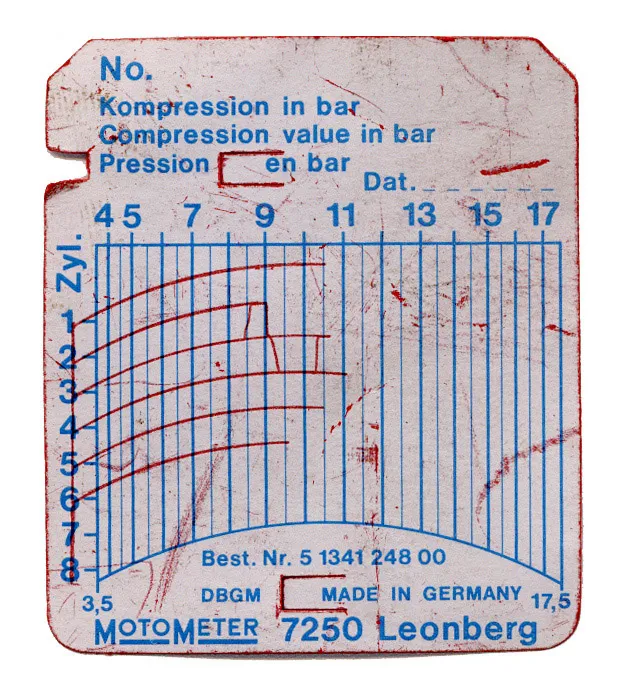 No.
Kompression in bar
Compression value in bar
Pression en bar
Dat.
4 5 7 9 11 13 15 17
Zyl.
1
2
3
4
5
6
7
8
3,5
17,5
Best. Nr. 5 1341 248 00
DBGM MADE IN GERMANY
MOTOMETER 7250 Leonberg